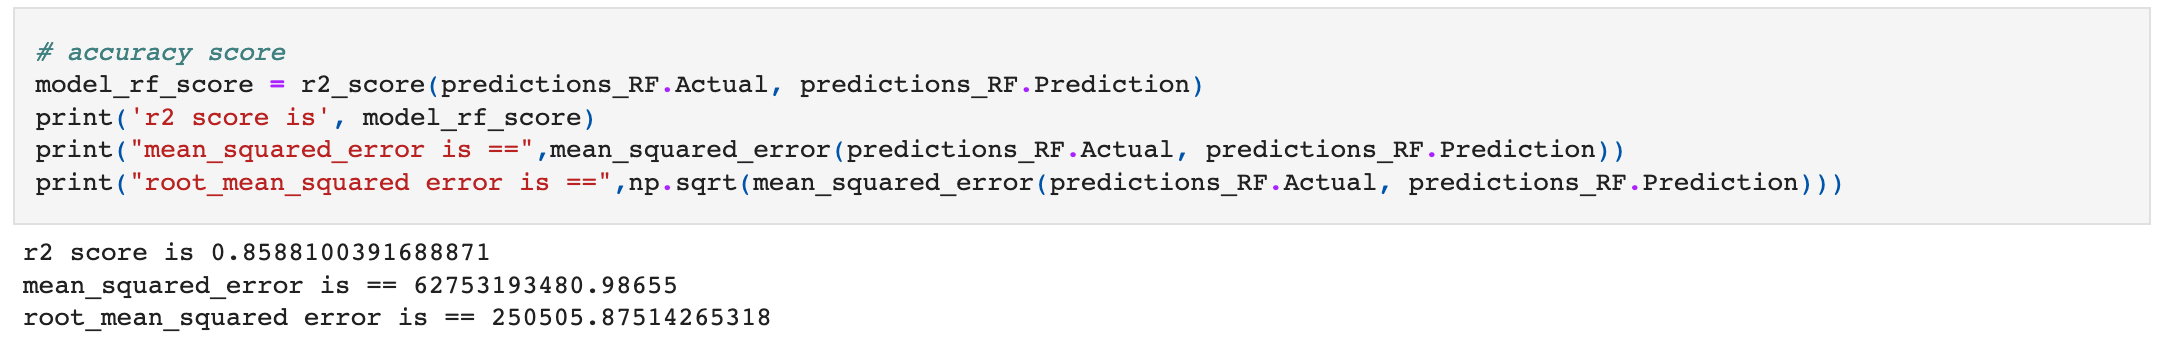 # accuracy score
model_rf_score = r2_score(predictions_RF.Actual, predictions_RF.Prediction)
print('r2 score is', model_rf_score)
print("mean_squared_error is ==",mean_squared_error(predictions_RF.Actual, predictions_RF.Prediction))
print("root_mean_squared error is ==",np.sqrt(mean_squared_error(predictions_RF.Actual, predictions_RF.Prediction)))
r2 score is 0.8588100391688871
mean_squared_error is == 62753193480.98655
root_mean_squared error is == 250505.87514265318